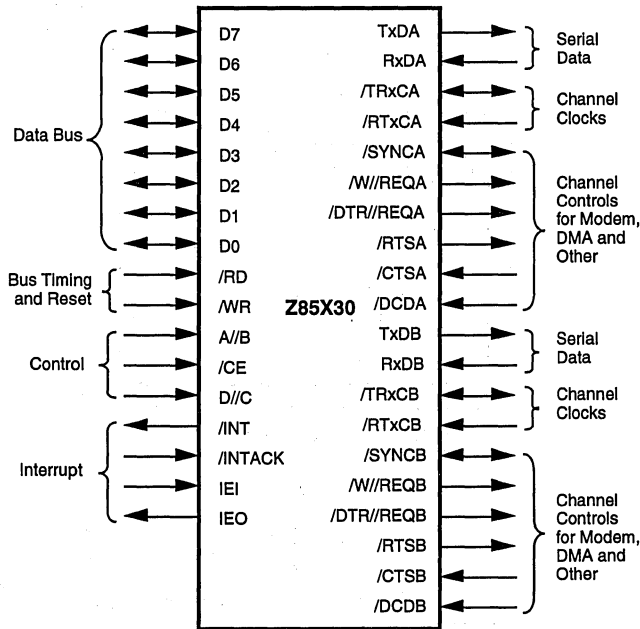 Data Bus
Bus Timing
and Reset
Control
Interrupt
D7
D6
D5
D4
D3
D2
D1
D0
/RD
/WR
A//B
/CE
D//C
/INT
/INTACK
IEI
IEO
Z85X30
TxDA
RxDA
/TRxCA
/RTxCA
/SYNCA
/W//REQA
/DTR//REQA
/RTSA
/CTSA
/DCDA
TxDB
RxDB
/TRxCB
/RTxCB
/SYNCB
/W//REQB
/DTR//REQB
/RTSB
/CTSB
/DCDB
Serial
Data
Channel
Clocks
Channel
Controls
for Modem,
DMA and
Other
Serial
Data
Channel
Clocks
Channel
Controls
for Modem,
DMA and
Other